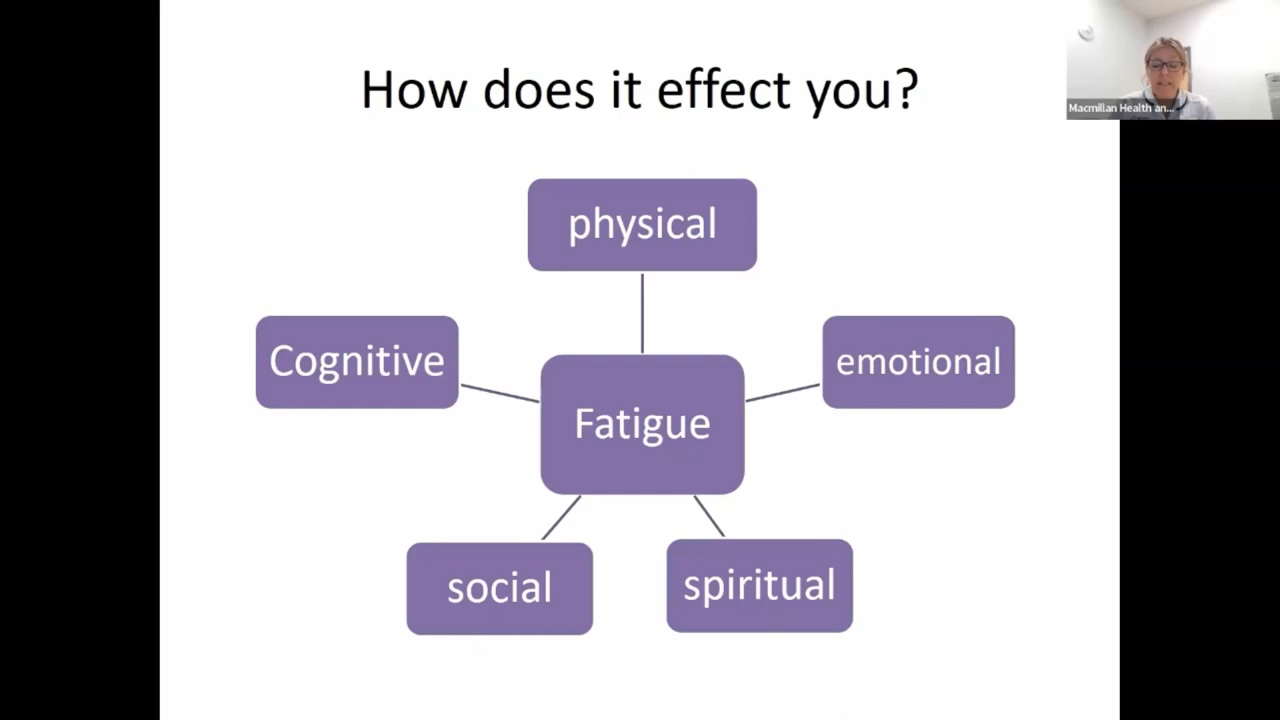 How does it effect you?
Macmillan Health an...
physical
Cognitive
emotional
Fatigue
social
spiritual